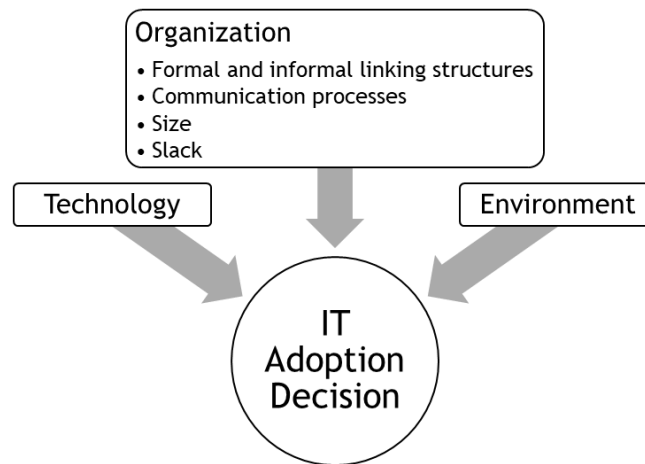 Organization
• Formal and informal linking structures
• Communication processes
• Size
• Slack
Technology
Environment
IT
Adoption
Decision